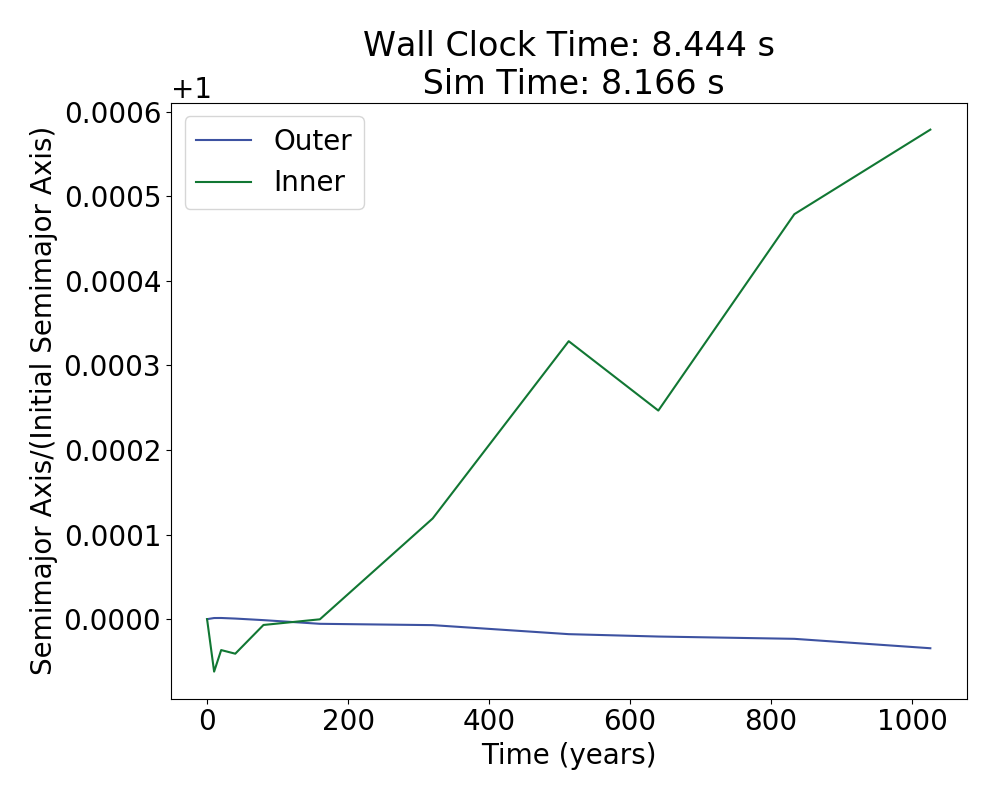 Wall Clock Time: 8.444 s
Sim Time: 8.166 s
+1
0.0006
0.0005
0.0004
0.0003
0.0002
0.0001
0.0000
Semimajor Axis/(Initial Semimajor Axis)
Outer
Inner
0 200 400 600 800 1000
Time (years)